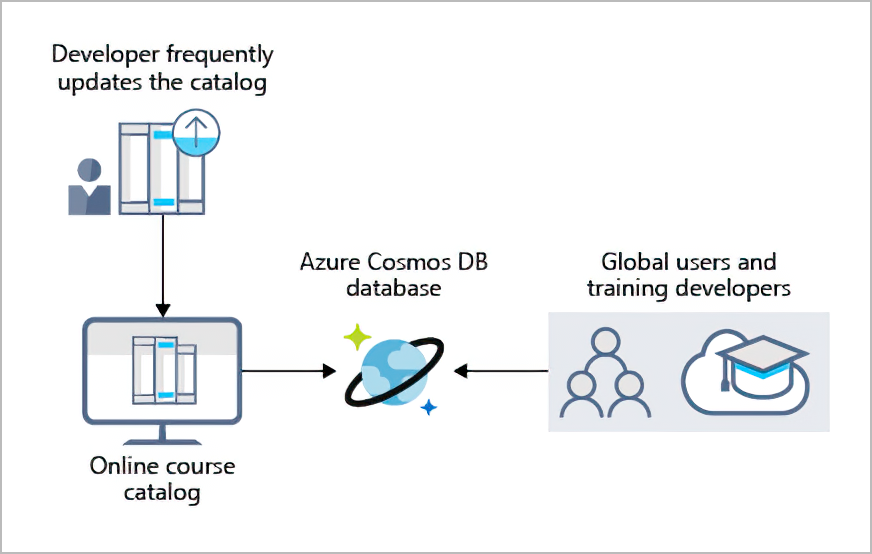 Developer frequently
updates the catalog
Azure Cosmos DB
database
Global users and
training developers
Online course
catalog